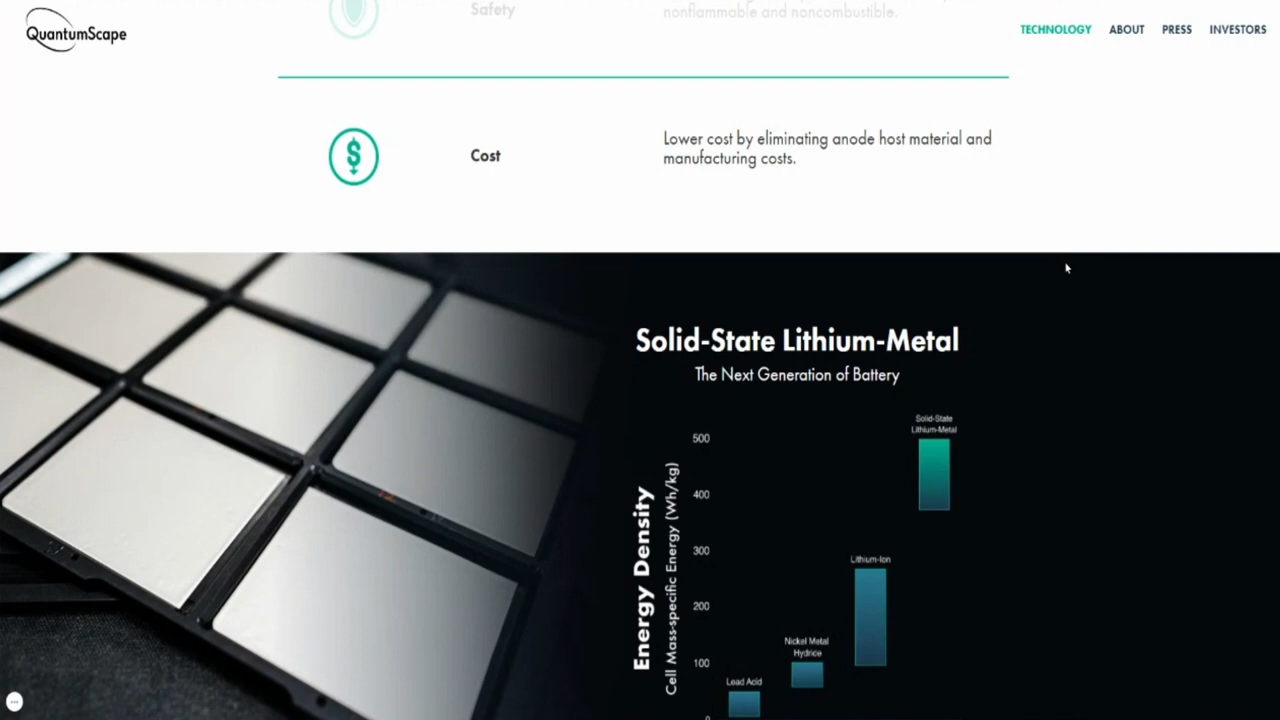 Safety
nonflammable and noncombustible.
QuantumScape
TECHNOLOGY ABOUT PRESS INVESTORS
Cost
Lower cost by eliminating anode host material and
manufacturing costs.
Solid-State Lithium-Metal
The Next Generation of Battery
Energy Density
Cell Mass-specific Energy (Wh/kg)
500
400
300
200
100
0
Solid-State
Lithium-Metal
Lithium-Ion
Nickel Metal
Hydrice
Lead Acid